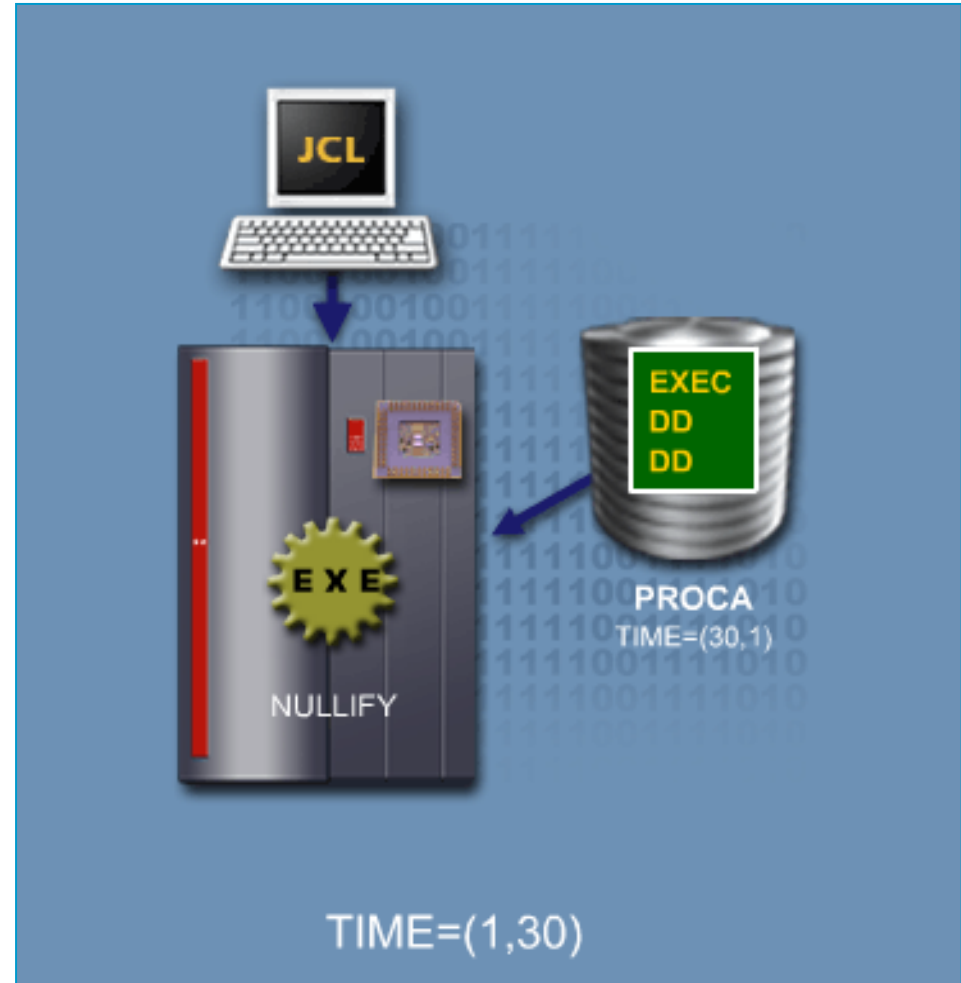 JCL
EXEC
DD
DD
EXE
PROCA
TIME=(30,1)
NULLIFY
TIME=(1,30)